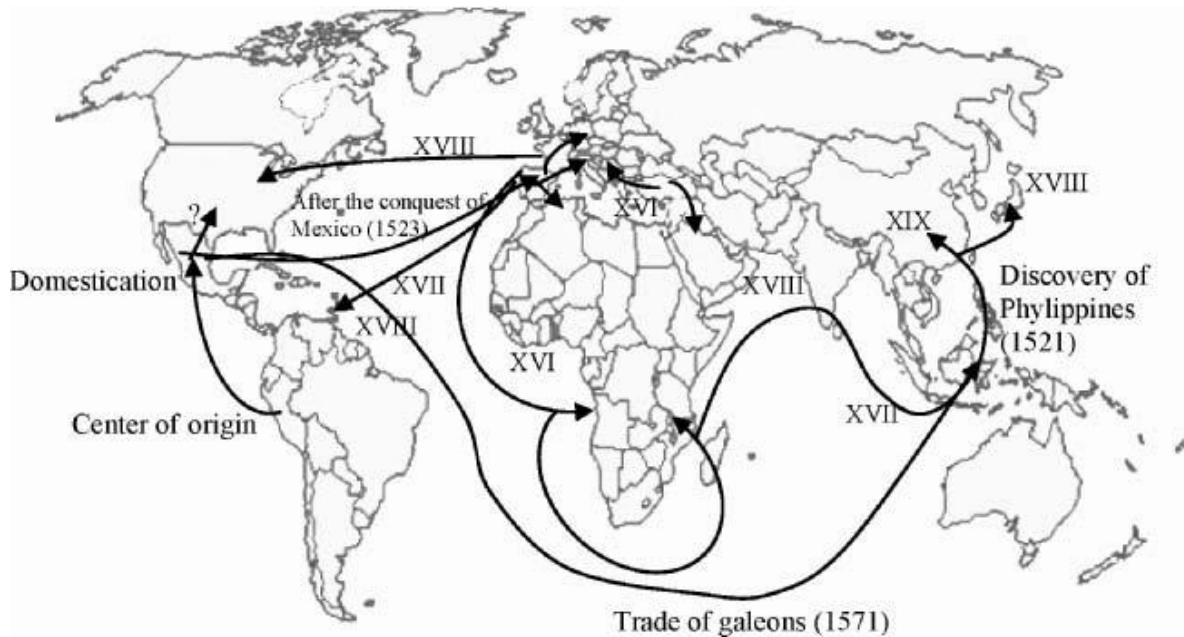 XVIII
XVIII
?
After the conquest of
Mexico (1523)
XVI
XIX
Domestication
XVII
XVIII
Discovery of
Phylippines
(1521)
XVIII
XVI
Center of origin
XVII
Trade of galeons (1571)